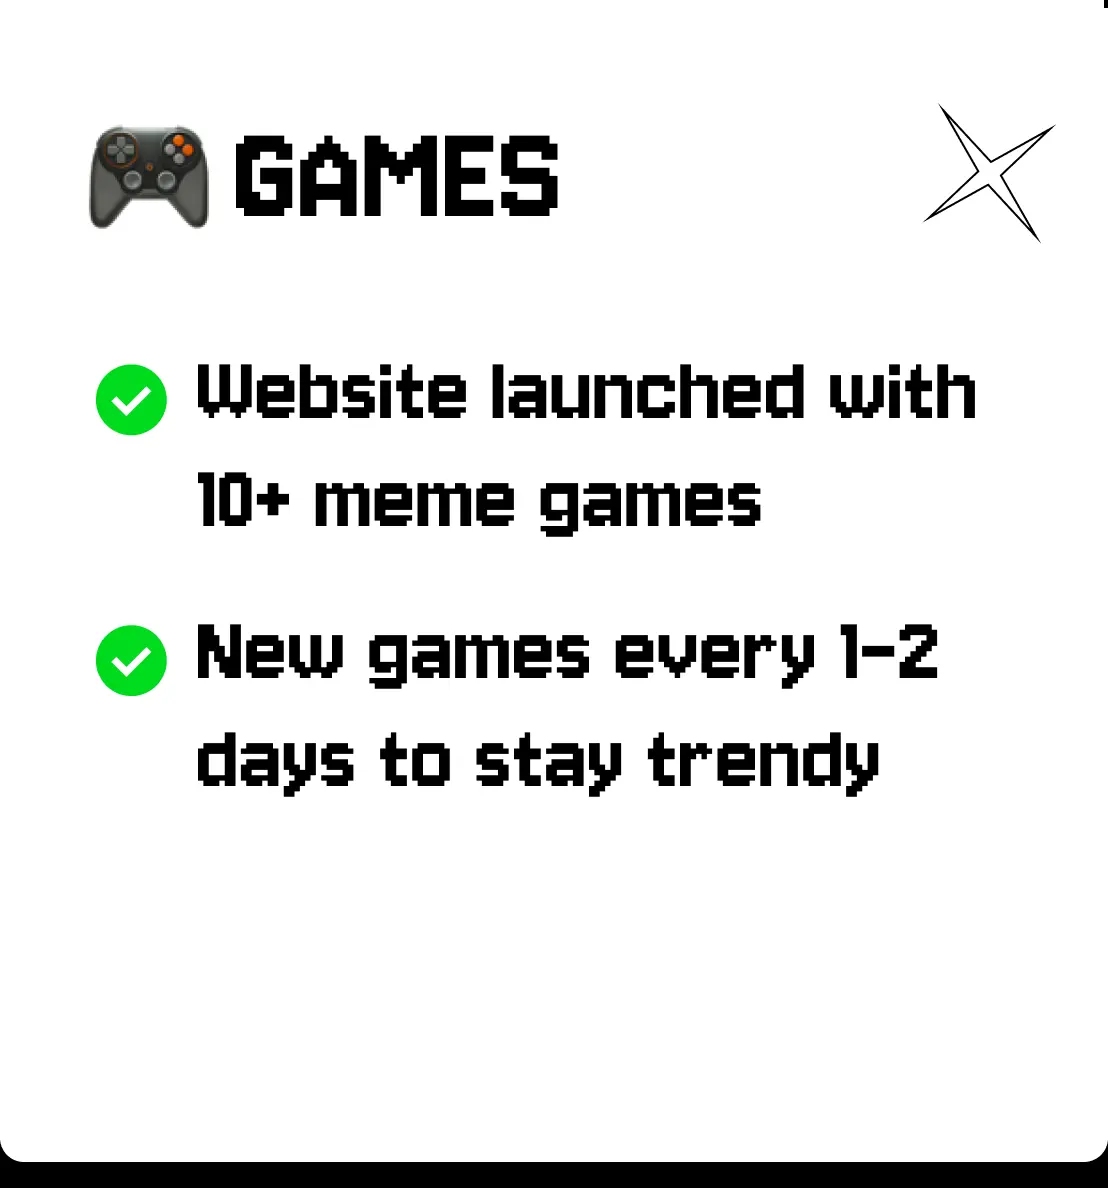 GAMES
Website launched with
10+ meme games
New games every 1-2
days to stay trendy